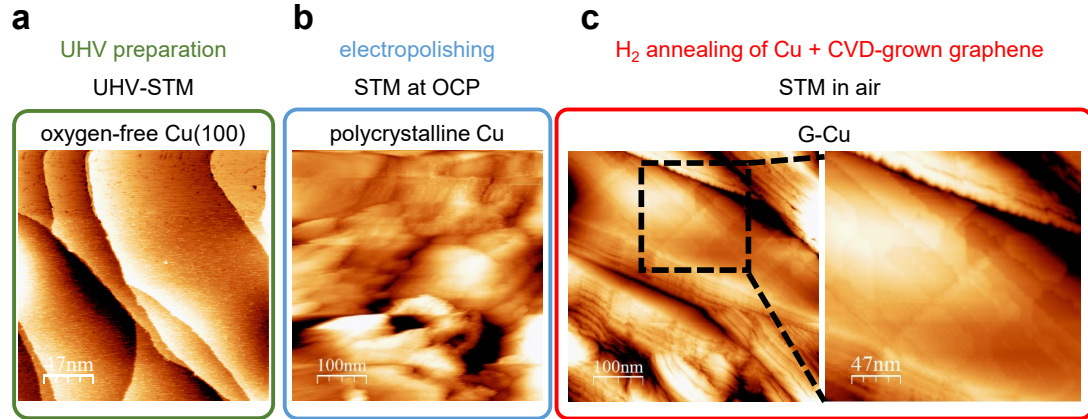 a
UHV preparation
UHV-STM
oxygen-free Cu(100)
47nm
b
electropolishing
STM at OCP
polycrystalline Cu
100nm
c
H₂ annealing of Cu + CVD-grown graphene
STM in air
G-Cu
100nm
47nm